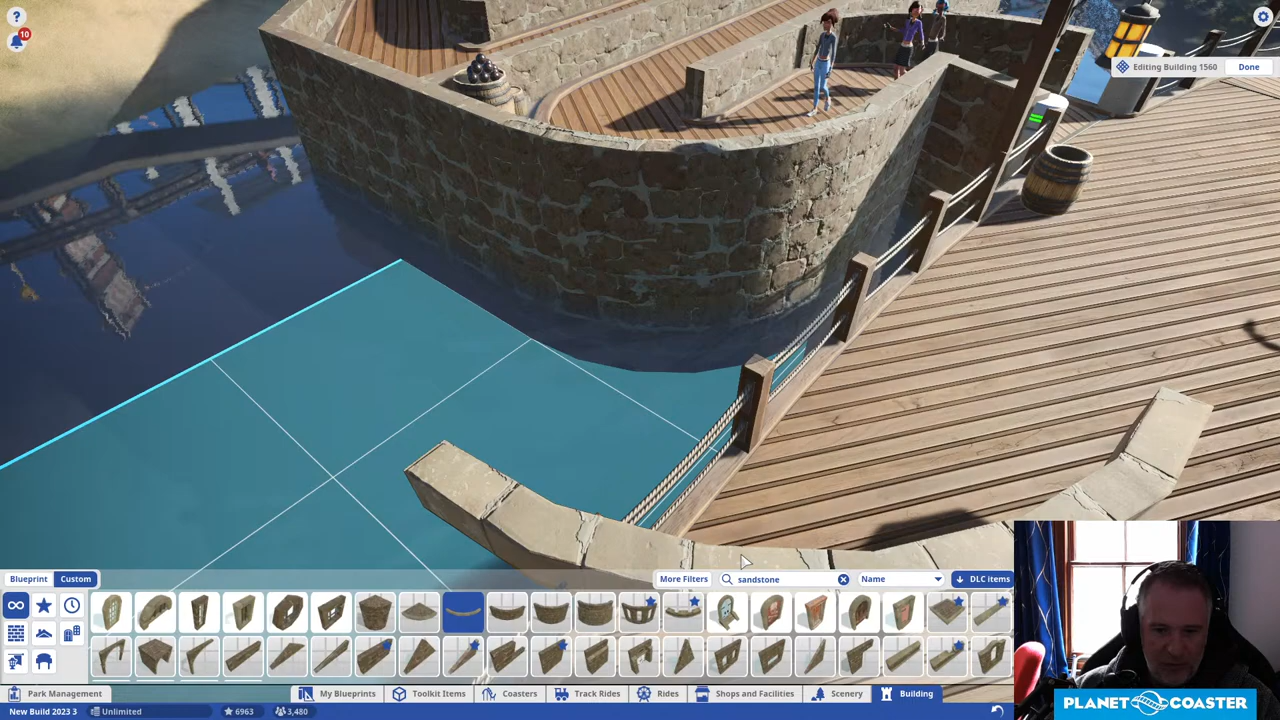 ?
10
Editing Building 1560
Done
Blueprint
Custom
More Filters
sandstone
Name
DLC items
Park Management
My Blueprints
Toolkit Items
Coasters
Track Rides
Rides
Shops and Facilities
Scenery
Building
New Build 2023 3
Unlimited
6963
3,480
PLANET COASTER